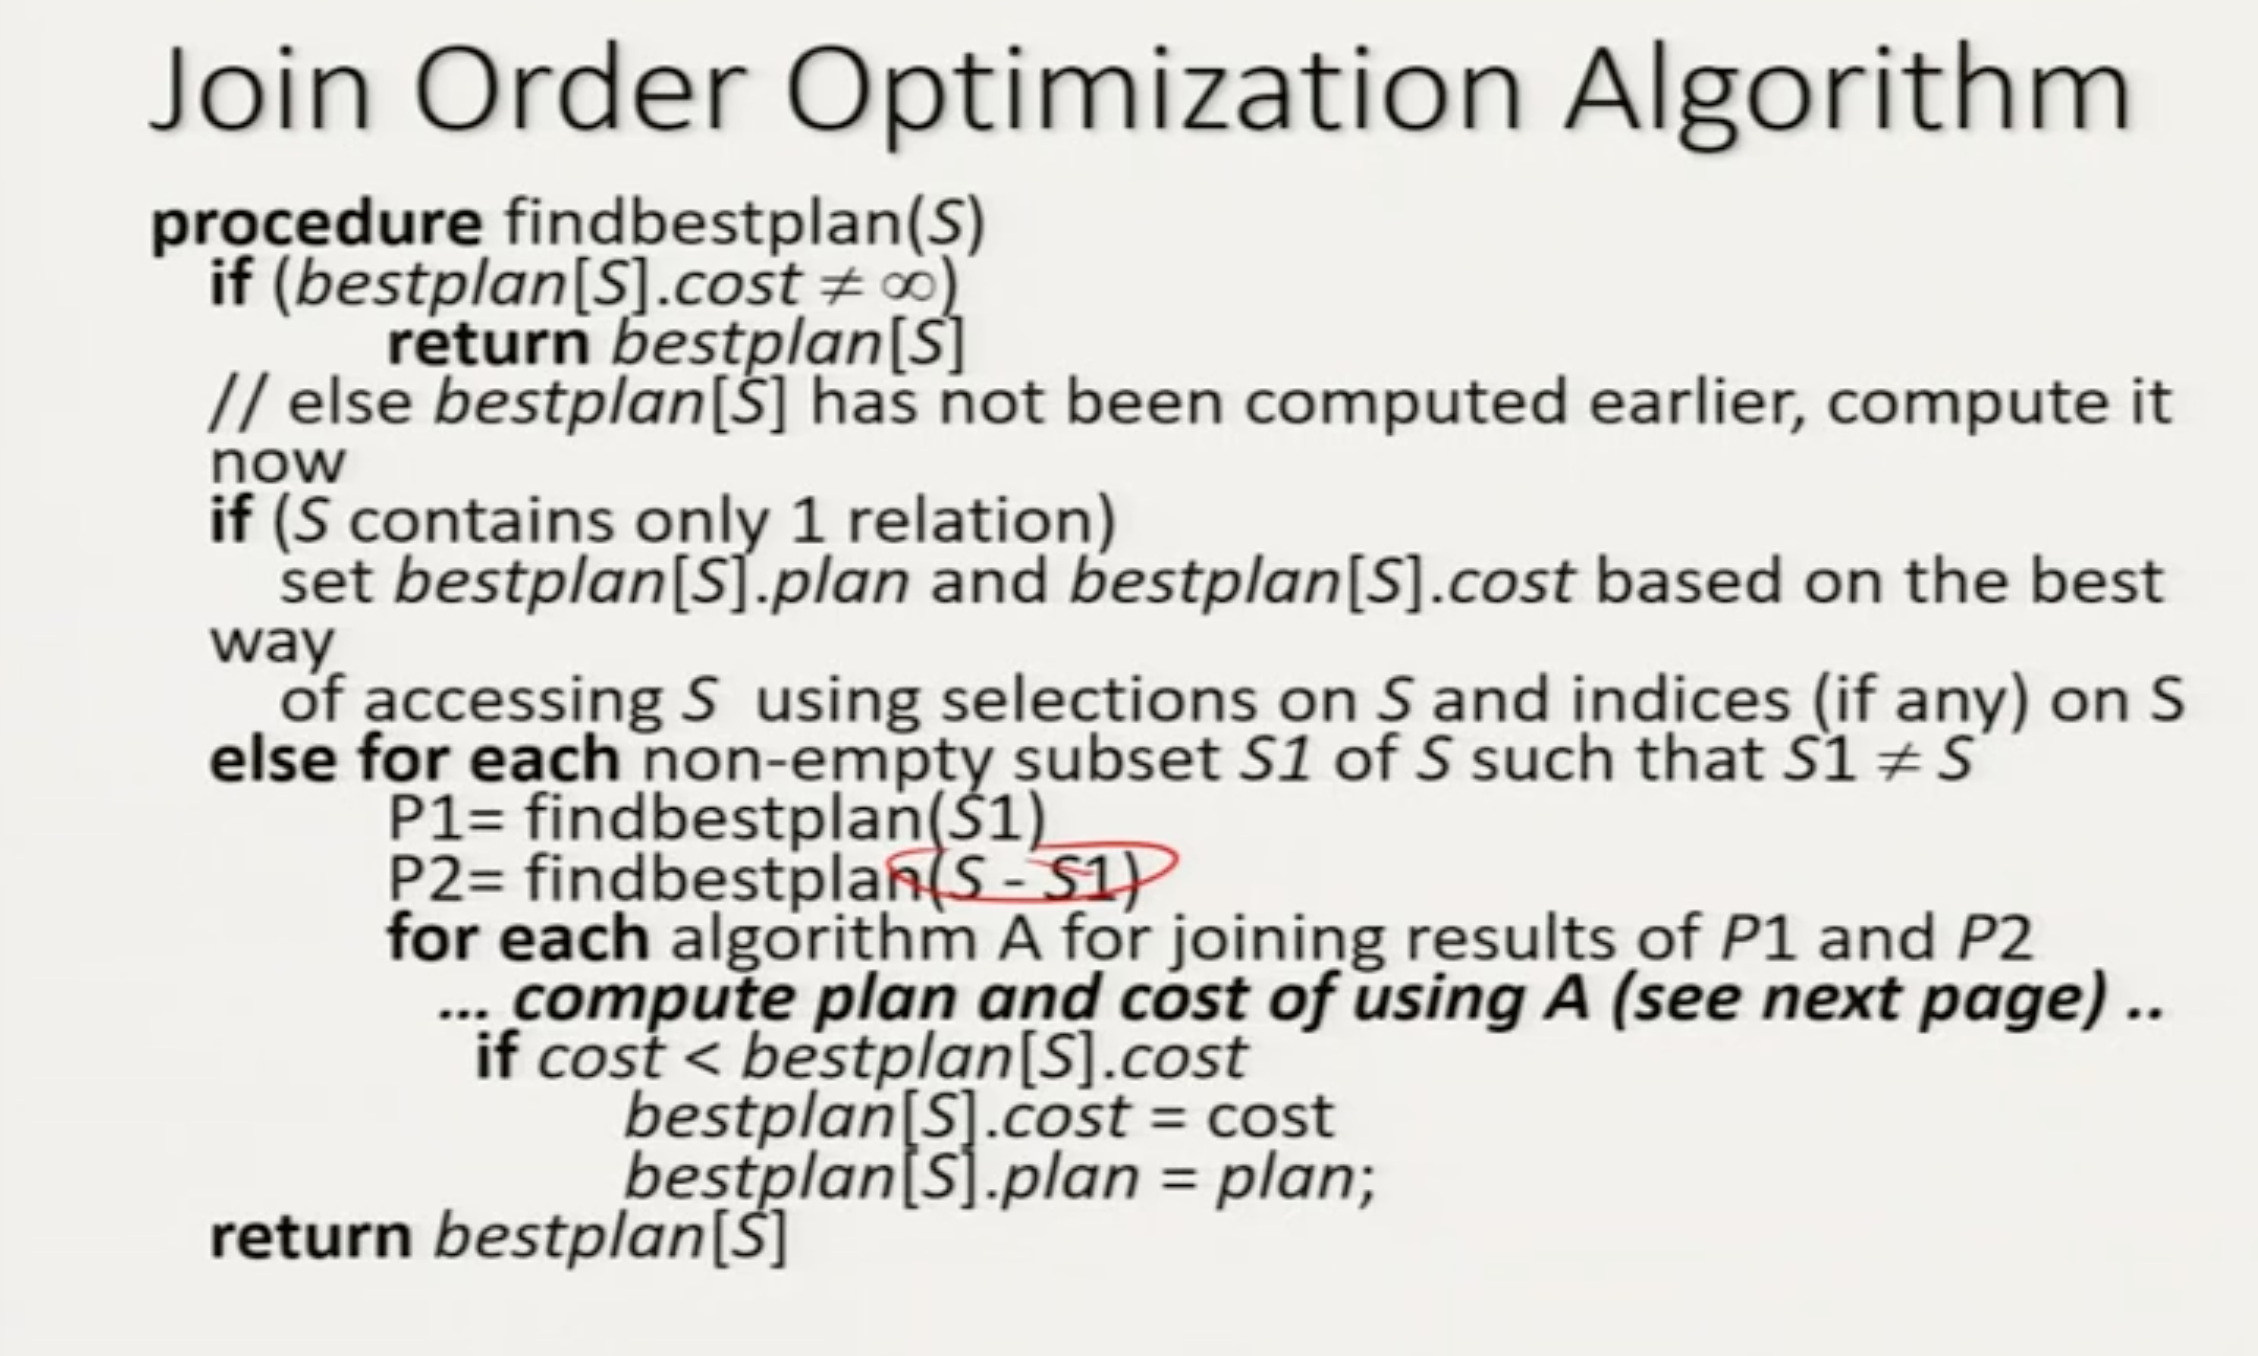 Join Order Optimization Algorithm
procedure findbestplan(S)
if (bestplan[S].cost ≠ ∞)
return bestplan[S]
// else bestplan[S] has not been computed earlier, compute it
now
if (S contains only 1 relation)
set bestplan[S].plan and bestplan[S].cost based on the best
way
of accessing S using selections on S and indices (if any) on S
else for each non-empty subset S1 of S such that S1 ≠ S
P1= findbestplan(S1)
P2= findbestplan(S - S1)
for each algorithm A for joining results of P1 and P2
... compute plan and cost of using A (see next page) ..
if cost < bestplan[S].cost
bestplan[S].cost = cost
bestplan[S].plan = plan;
return bestplan[S]